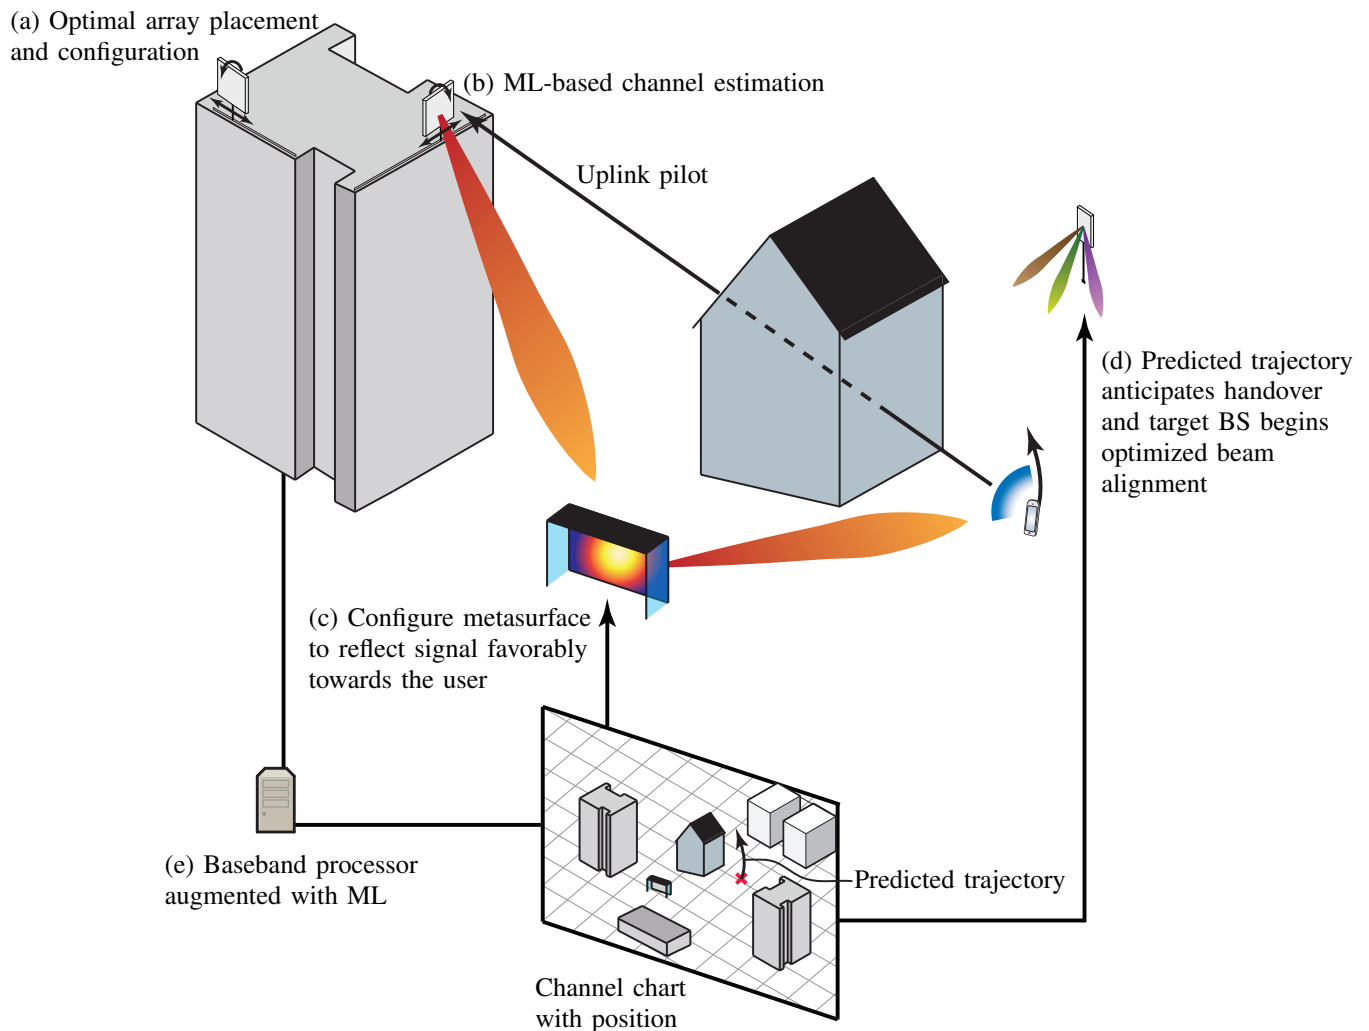 (a) Optimal array placement
and configuration
(b) ML-based channel estimation
Uplink pilot
(d) Predicted trajectory
anticipates handover
and target BS begins
optimized beam
alignment
(c) Configure metasurface
to reflect signal favorably
towards the user
(e) Baseband processor
augmented with ML
Predicted trajectory
Channel chart
with position